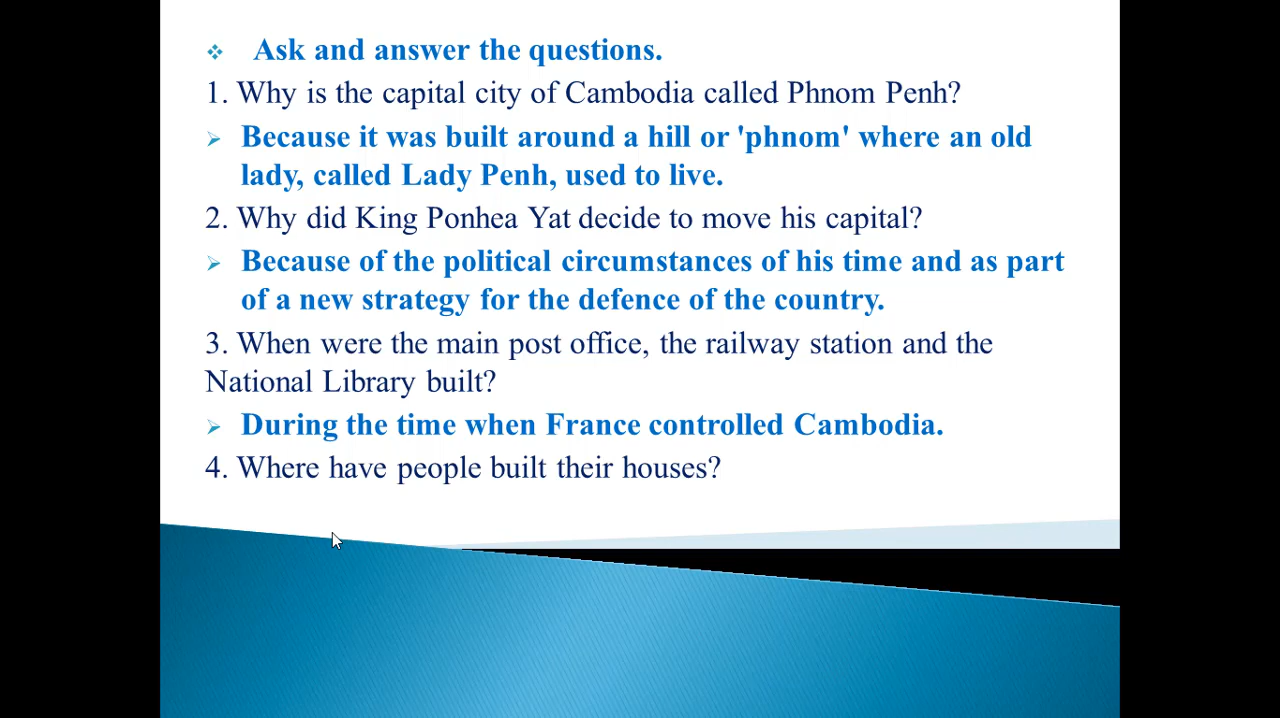 Ask and answer the questions.
1. Why is the capital city of Cambodia called Phnom Penh?
Because it was built around a hill or 'phnom' where an old
lady, called Lady Penh, used to live.
2. Why did King Ponhea Yat decide to move his capital?
Because of the political circumstances of his time and as part
of a new strategy for the defence of the country.
3. When were the main post office, the railway station and the
National Library built?
During the time when France controlled Cambodia.
4. Where have people built their houses?